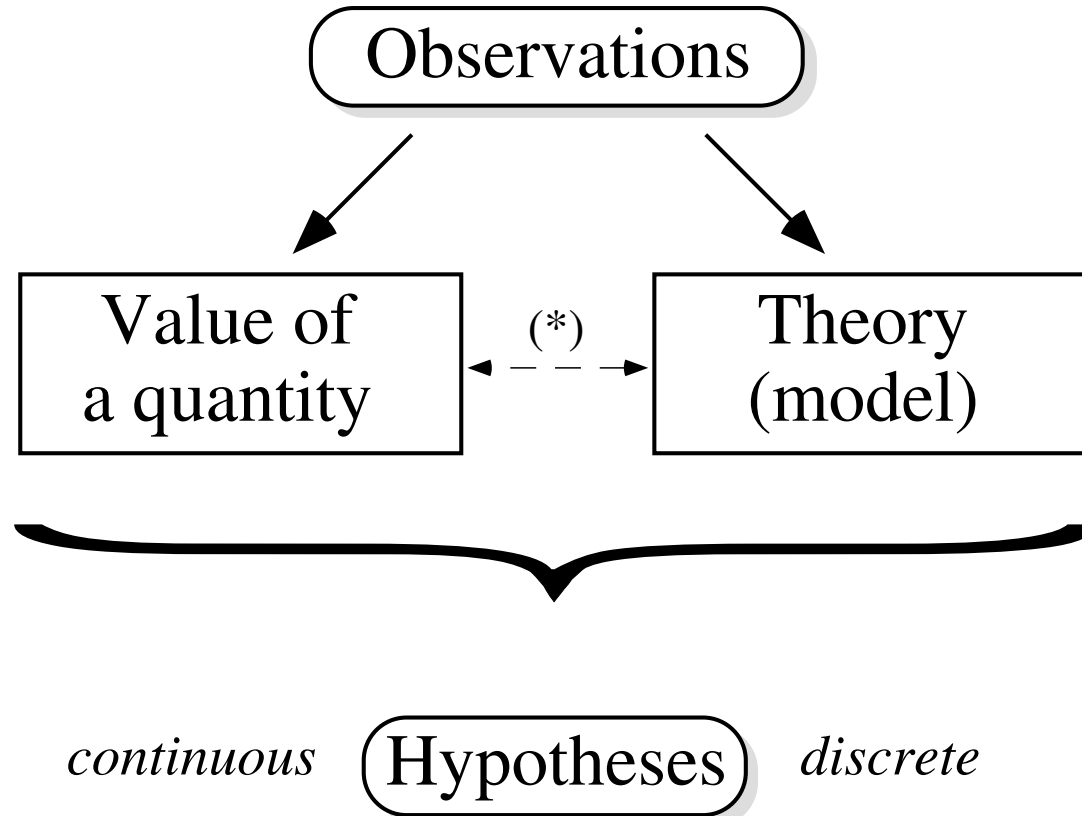 Observations
Value of
a quantity
(*)
Theory
(model)
continuous
Hypotheses
discrete